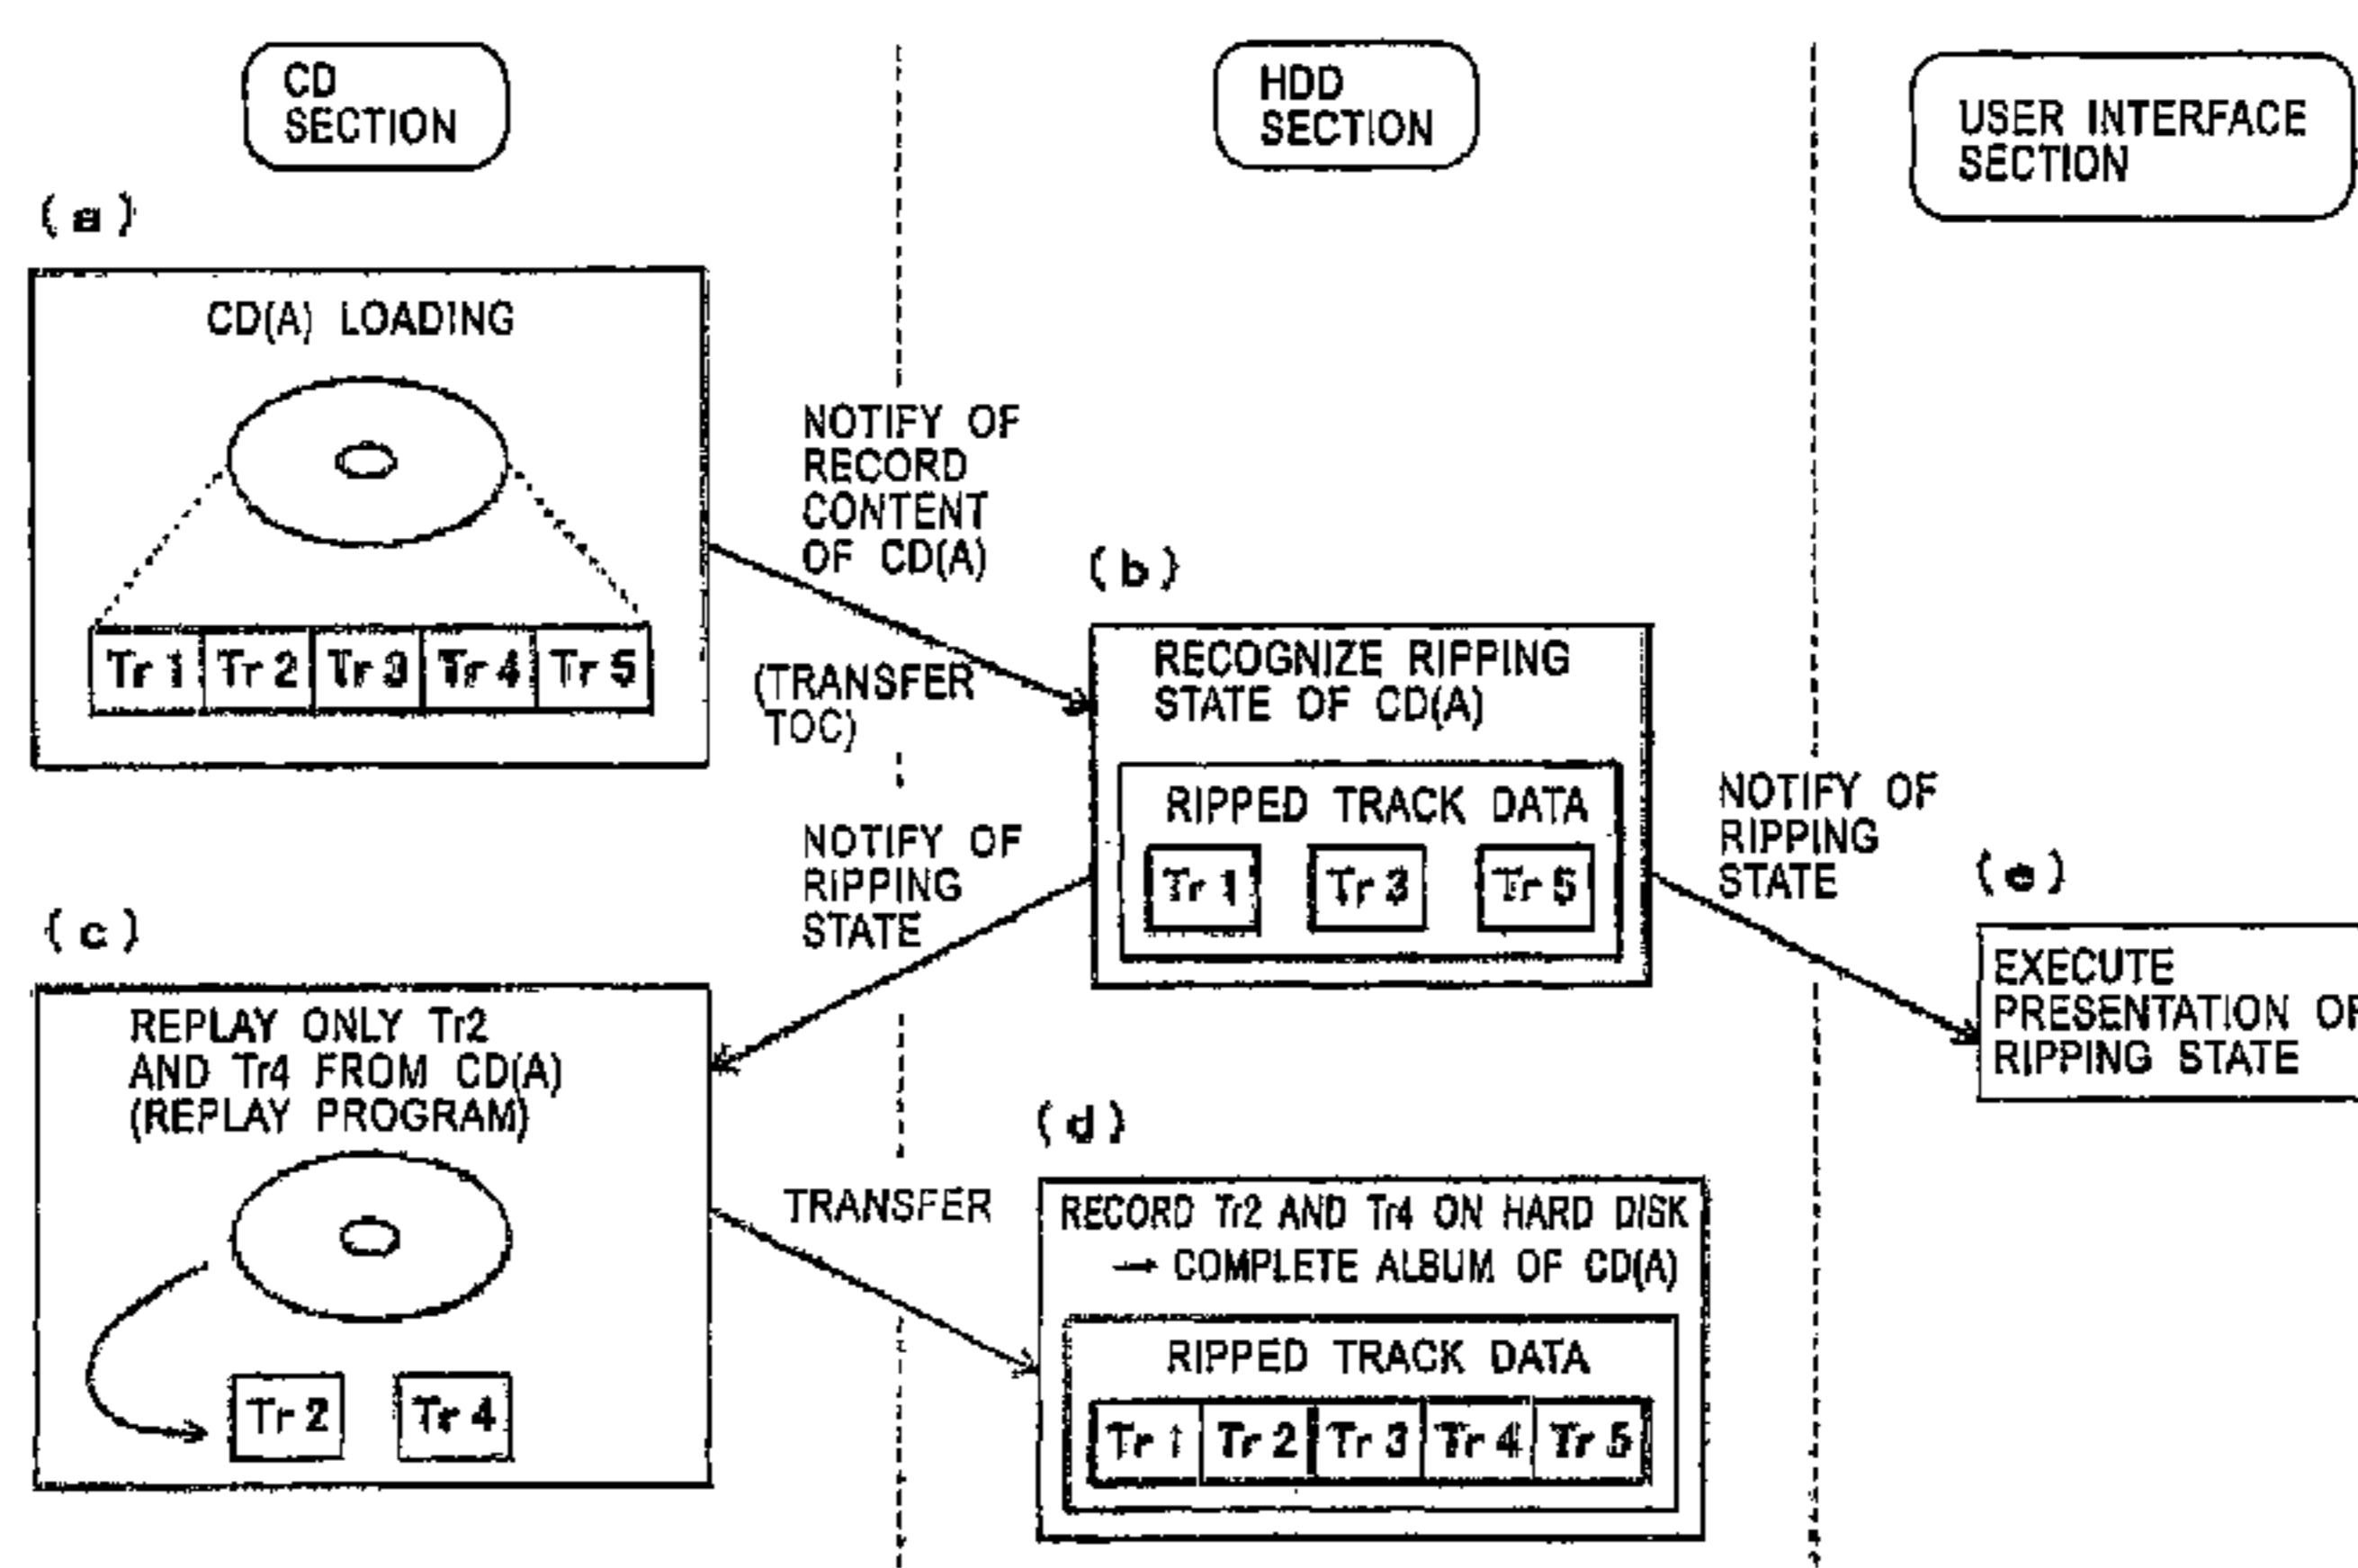 CD
SECTION
HDD
SECTION
USER INTERFACE
SECTION
(a)
CD(A) LOADING
Tr 1 Tr 2 Tr 3 Tr 4 Tr 5
NOTIFY OF
RECORD
CONTENT
OF CD(A)
(TRANSFER
TOC)
(b)
RECOGNIZE RIPPING
STATE OF CD(A)
RIPPED TRACK DATA
Tr 1 Tr 3 Tr 5
NOTIFY OF
RIPPING
STATE
NOTIFY OF
RIPPING
STATE
(c)
REPLAY ONLY Tr2
AND Tr4 FROM CD(A)
(REPLAY PROGRAM)
Tr 2 Tr 4
TRANSFER
(d)
RECORD Tr2 AND Tr4 ON HARD DISK
→ COMPLETE ALBUM OF CD(A)
RIPPED TRACK DATA
Tr 1 Tr 2 Tr 3 Tr 4 Tr 5
(e)
EXECUTE
PRESENTATION OF
RIPPING STATE